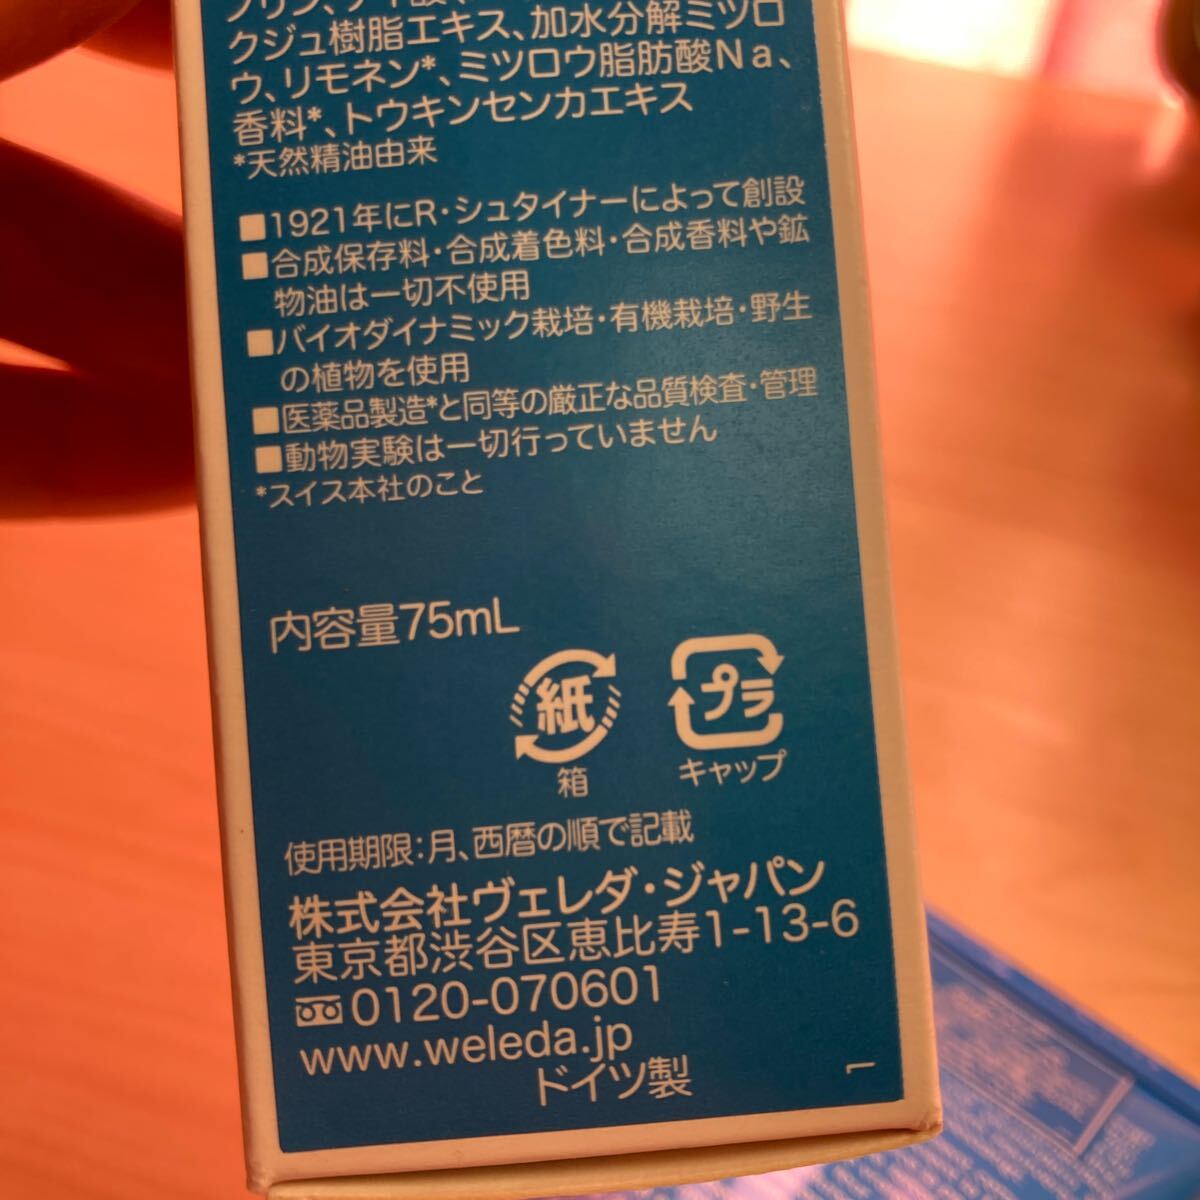 クジュ樹脂エキス、加水分解ミツロ
ウ、リモネン*、ミツロウ脂肪酸Na、
香料*、トウキンセンカエキス
*天然精油由来
■1921年にR・シュタイナーによって創設
■合成保存料・合成着色料・合成香料や鉱
物油は一切不使用
■バイオダイナミック栽培・有機栽培・野生
の植物を使用
■医薬品製造*と同等の厳正な品質検査・管理
■動物実験は一切行っていません
*スイス本社のこと
内容量75mL
紙
箱
プラ
キャップ
使用期限:月、西暦の順で記載
株式会社ヴェレダ・ジャパン
東京都渋谷区恵比寿1-13-6
0120-070601
www.weleda.jp
ドイツ製